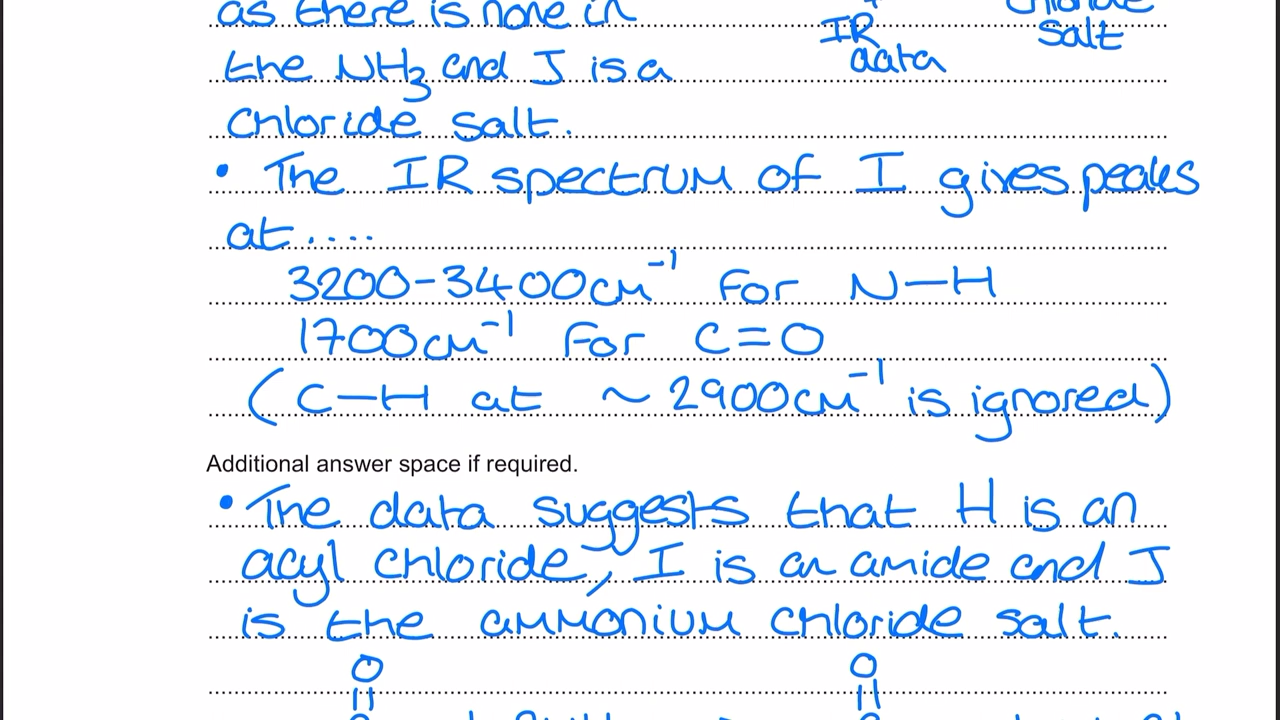 as there is none in
IR
chloride
salt
data
the NH₃ and J is a
chloride salt.
• The IR spectrum of I gives peaks
at....
3200-3400cm⁻¹ for N—H
1700cm⁻¹ for C=O
(C—H at ~ 2900cm⁻¹ is ignored)
Additional answer space if required.
• The data suggests that H is an
acyl chloride, I is an amide and J
is the ammonium chloride salt.
O O
|| ||